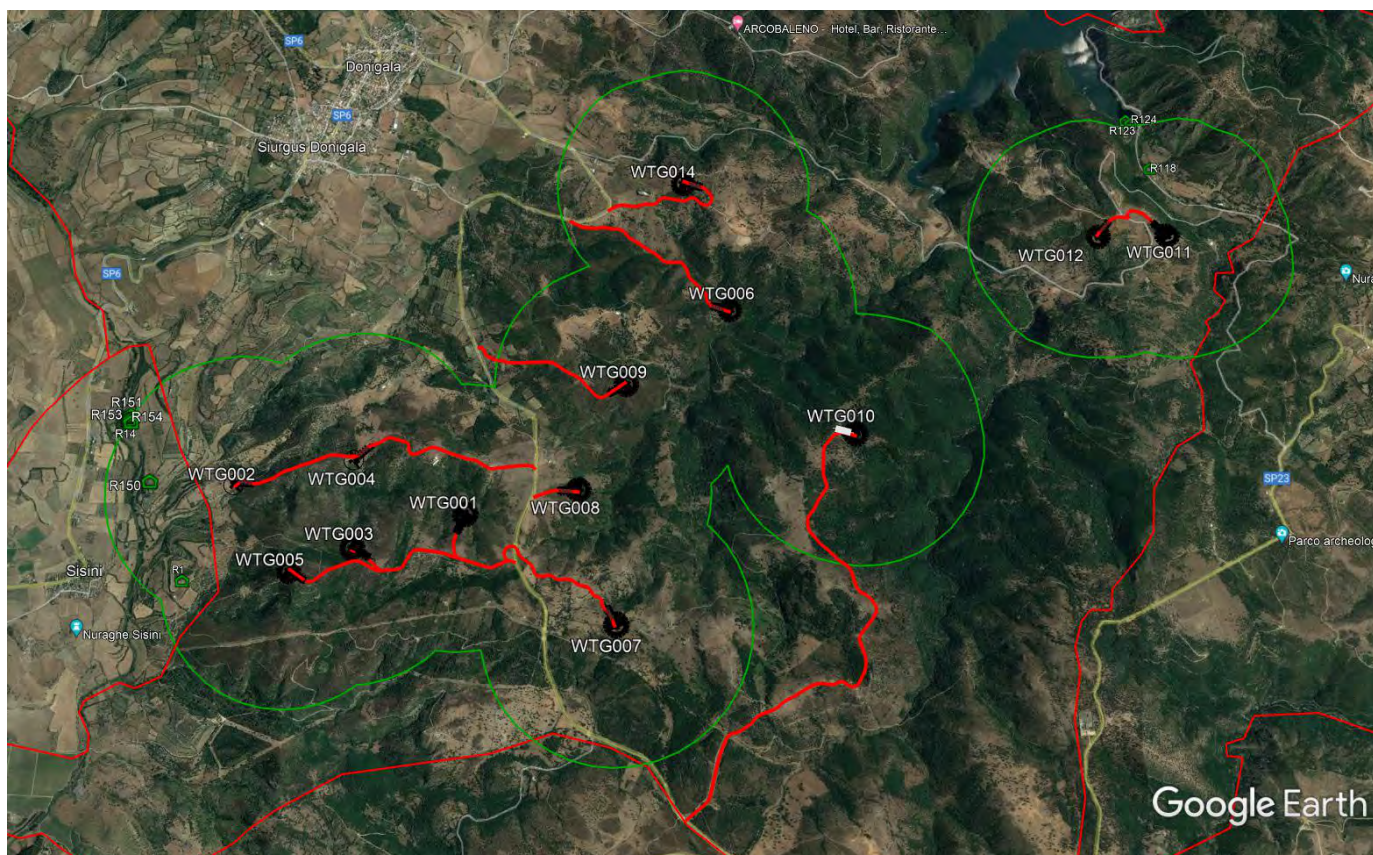 ARCOBALENO - Hotel, Bar, Ristorante...
SP6
Donigala
SP6
Siurgus Donigala
R124
R123
R118
WTG014
WTG012
WTG011
SP6
Nura
WTG006
WTG009
R151
R153
R154
R14
WTG010
WTG002
WTG004
R150
SP23
WTG001
WTG008
WTG003
Parco archeolog
WTG005
Sisini
R1
Nuraghe Sisini
WTG007
Google Earth